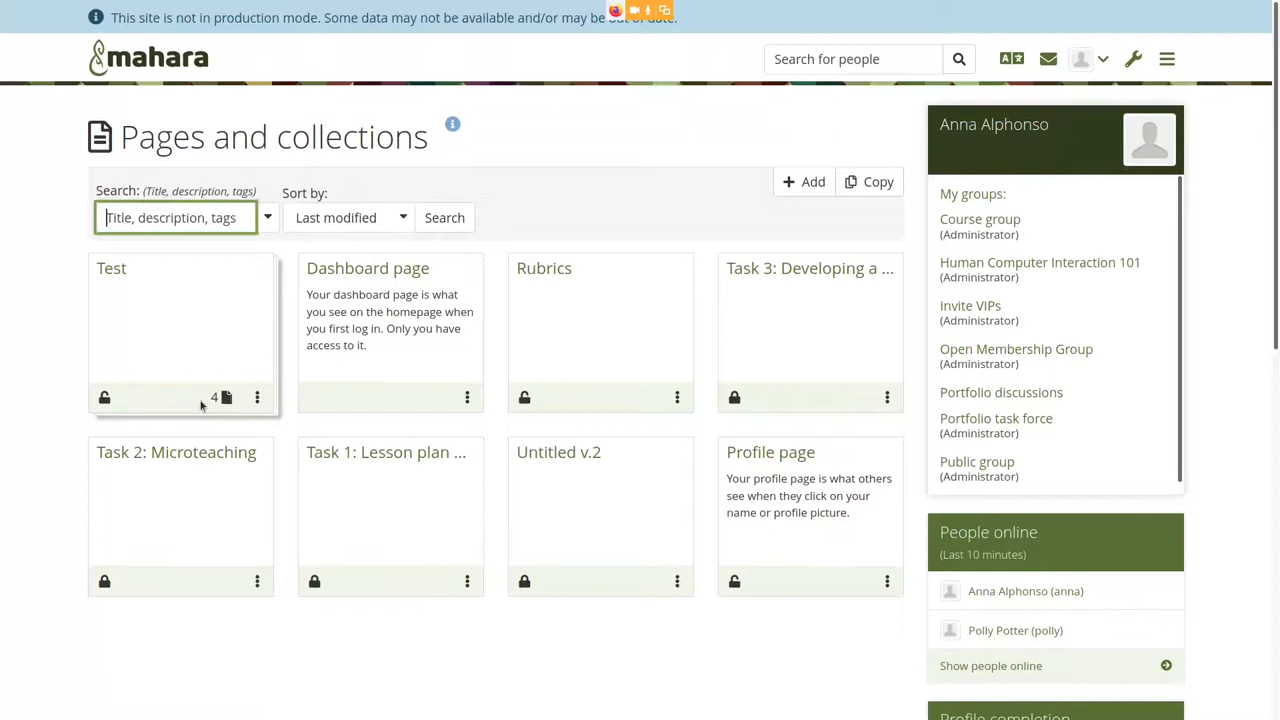 This site is not in production mode. Some data may not be available and/or may be out of date.
mahara
Search for people
Pages and collections
Search: (Title, description, tags)
Sort by:
Title, description, tags
Last modified
Search
Add
Copy
Test
4
Dashboard page
Your dashboard page is what
you see on the homepage when
you first log in. Only you have
access to it.
Rubrics
Task 3: Developing a ...
Task 2: Microteaching
Task 1: Lesson plan ...
Untitled v.2
Profile page
Your profile page is what others
see when they click on your
name or profile picture.
Anna Alphonso
My groups:
Course group
(Administrator)
Human Computer Interaction 101
(Administrator)
Invite VIPs
(Administrator)
Open Membership Group
(Administrator)
Portfolio discussions
Portfolio task force
(Administrator)
Public group
(Administrator)
People online
(Last 10 minutes)
Anna Alphonso (anna)
Polly Potter (polly)
Show people online
Profile completion